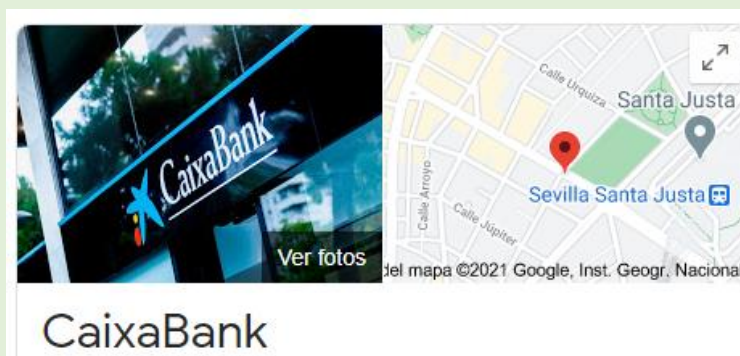 CaixaBank
Ver fotos
Calle Urquiza
Santa Justa
Sevilla Santa Justa
Calle Arroyo
Calle Júpiter
del mapa ©2021 Google, Inst. Geogr. Nacional
CaixaBank